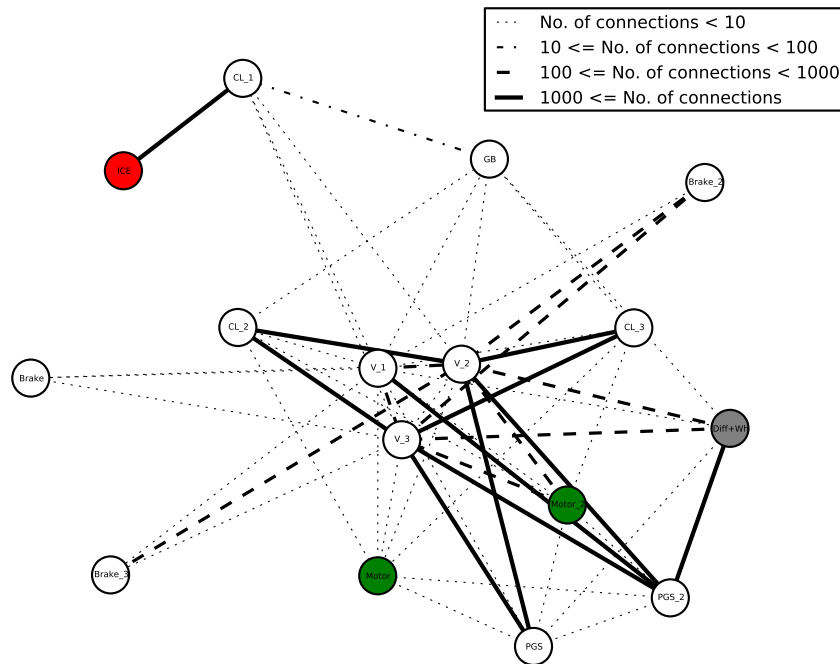 No. of connections < 10
10 <= No. of connections < 100
100 <= No. of connections < 1000
1000 <= No. of connections
CL_1
GB
ICE
Brake_2
CL_2
CL_3
V_2
V_1
Brake
Diff+Wh
V_3
Motor_2
Brake_3
Motor
PGS_2
PGS